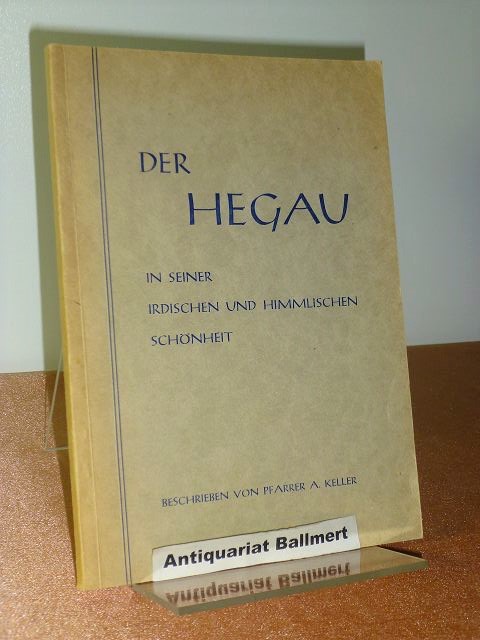 DER
HEGAU
IN SEINER
IRDISCHEN UND HIMMLISCHEN
SCHÖNHEIT
BESCHRIEBEN VON PFARRER A. KELLER
Antiquariat Ballmert